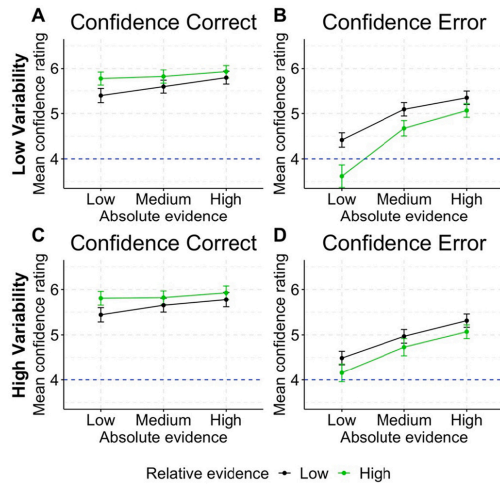 A
Confidence Correct
B
Confidence Error
Low Variability
Mean confidence rating
6
5
4
Low Medium High
Absolute evidence
Mean confidence rating
6
5
4
Low Medium High
Absolute evidence
C
Confidence Correct
D
Confidence Error
High Variability
Mean confidence rating
6
5
4
Low Medium High
Absolute evidence
Mean confidence rating
6
5
4
Low Medium High
Absolute evidence
Relative evidence Low High